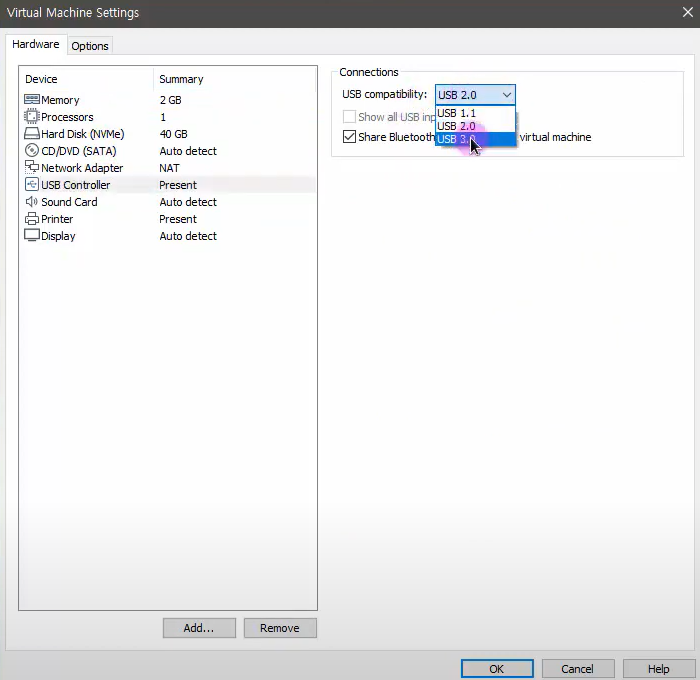 Virtual Machine Settings
Hardware Options
Device Summary
Memory 2 GB
Processors 1
Hard Disk (NVMe) 40 GB
CD/DVD (SATA) Auto detect
Network Adapter NAT
USB Controller Present
Sound Card Auto detect
Printer Present
Display Auto detect
Add... Remove
Connections
USB compatibility: USB 2.0
USB 1.1
USB 2.0
USB 3.
Show all USB inp
Share Bluetooth virtual machine
OK Cancel Help